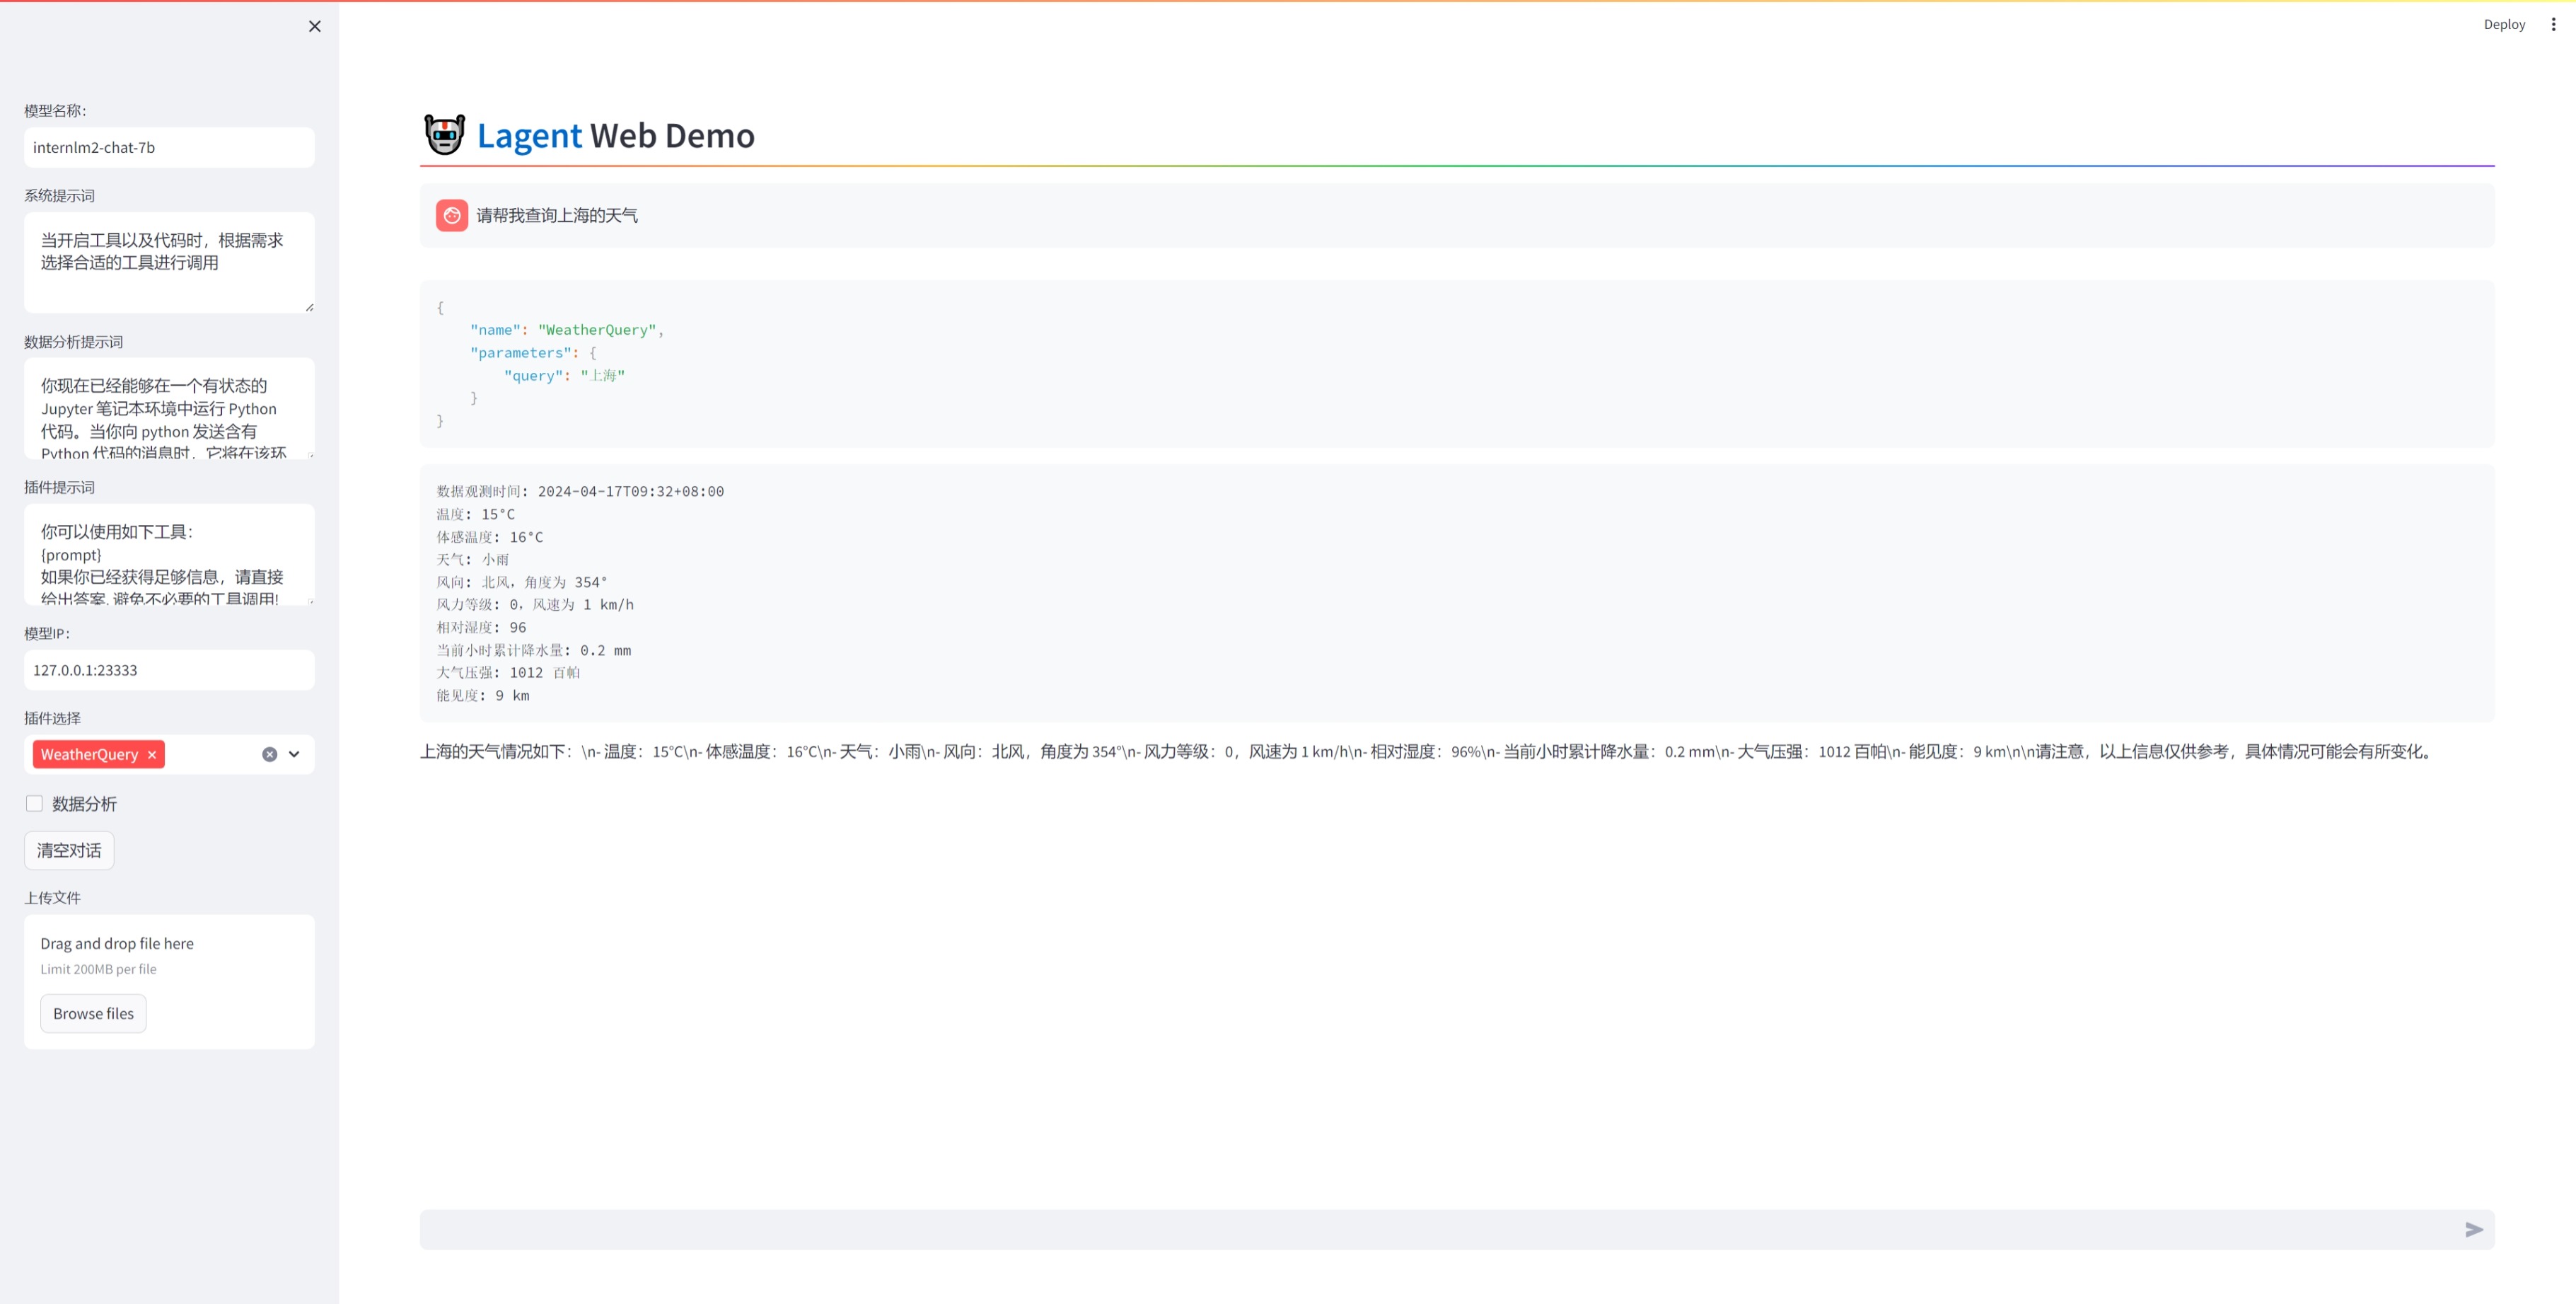 Deploy
模型名称：
internlm2-chat-7b
系统提示词
当开启工具以及代码时，根据需求
选择合适的工具进行调用
数据分析提示词
你现在已经能够在一个有状态的
Jupyter 笔记本环境中运行 Python
代码。当你向 python 发送含有
Python 代码的消息时，它将在该环
插件提示词
你可以使用如下工具：
{prompt}
如果你已经获得足够信息，请直接
给出答案. 避免不必要的工具调用!
模型IP：
127.0.0.1:23333
插件选择
WeatherQuery
数据分析
清空对话
上传文件
Drag and drop file here
Limit 200MB per file
Browse files
Lagent Web Demo
请帮我查询上海的天气
{
"name": "WeatherQuery",
"parameters": {
"query": "上海"
}
}
数据观测时间: 2024-04-17T09:32+08:00
温度: 15°C
体感温度: 16°C
天气: 小雨
风向: 北风，角度为 354°
风力等级: 0，风速为 1 km/h
相对湿度: 96
当前小时累计降水量: 0.2 mm
大气压强: 1012 百帕
能见度: 9 km
上海的天气情况如下：\n- 温度：15°C\n- 体感温度：16°C\n- 天气：小雨\n- 风向：北风，角度为 354°\n- 风力等级：0，风速为 1 km/h\n- 相对湿度：96%\n- 当前小时累计降水量：0.2 mm\n- 大气压强：1012 百帕\n- 能见度：9 km\n\n请注意，以上信息仅供参考，具体情况可能会有所变化。